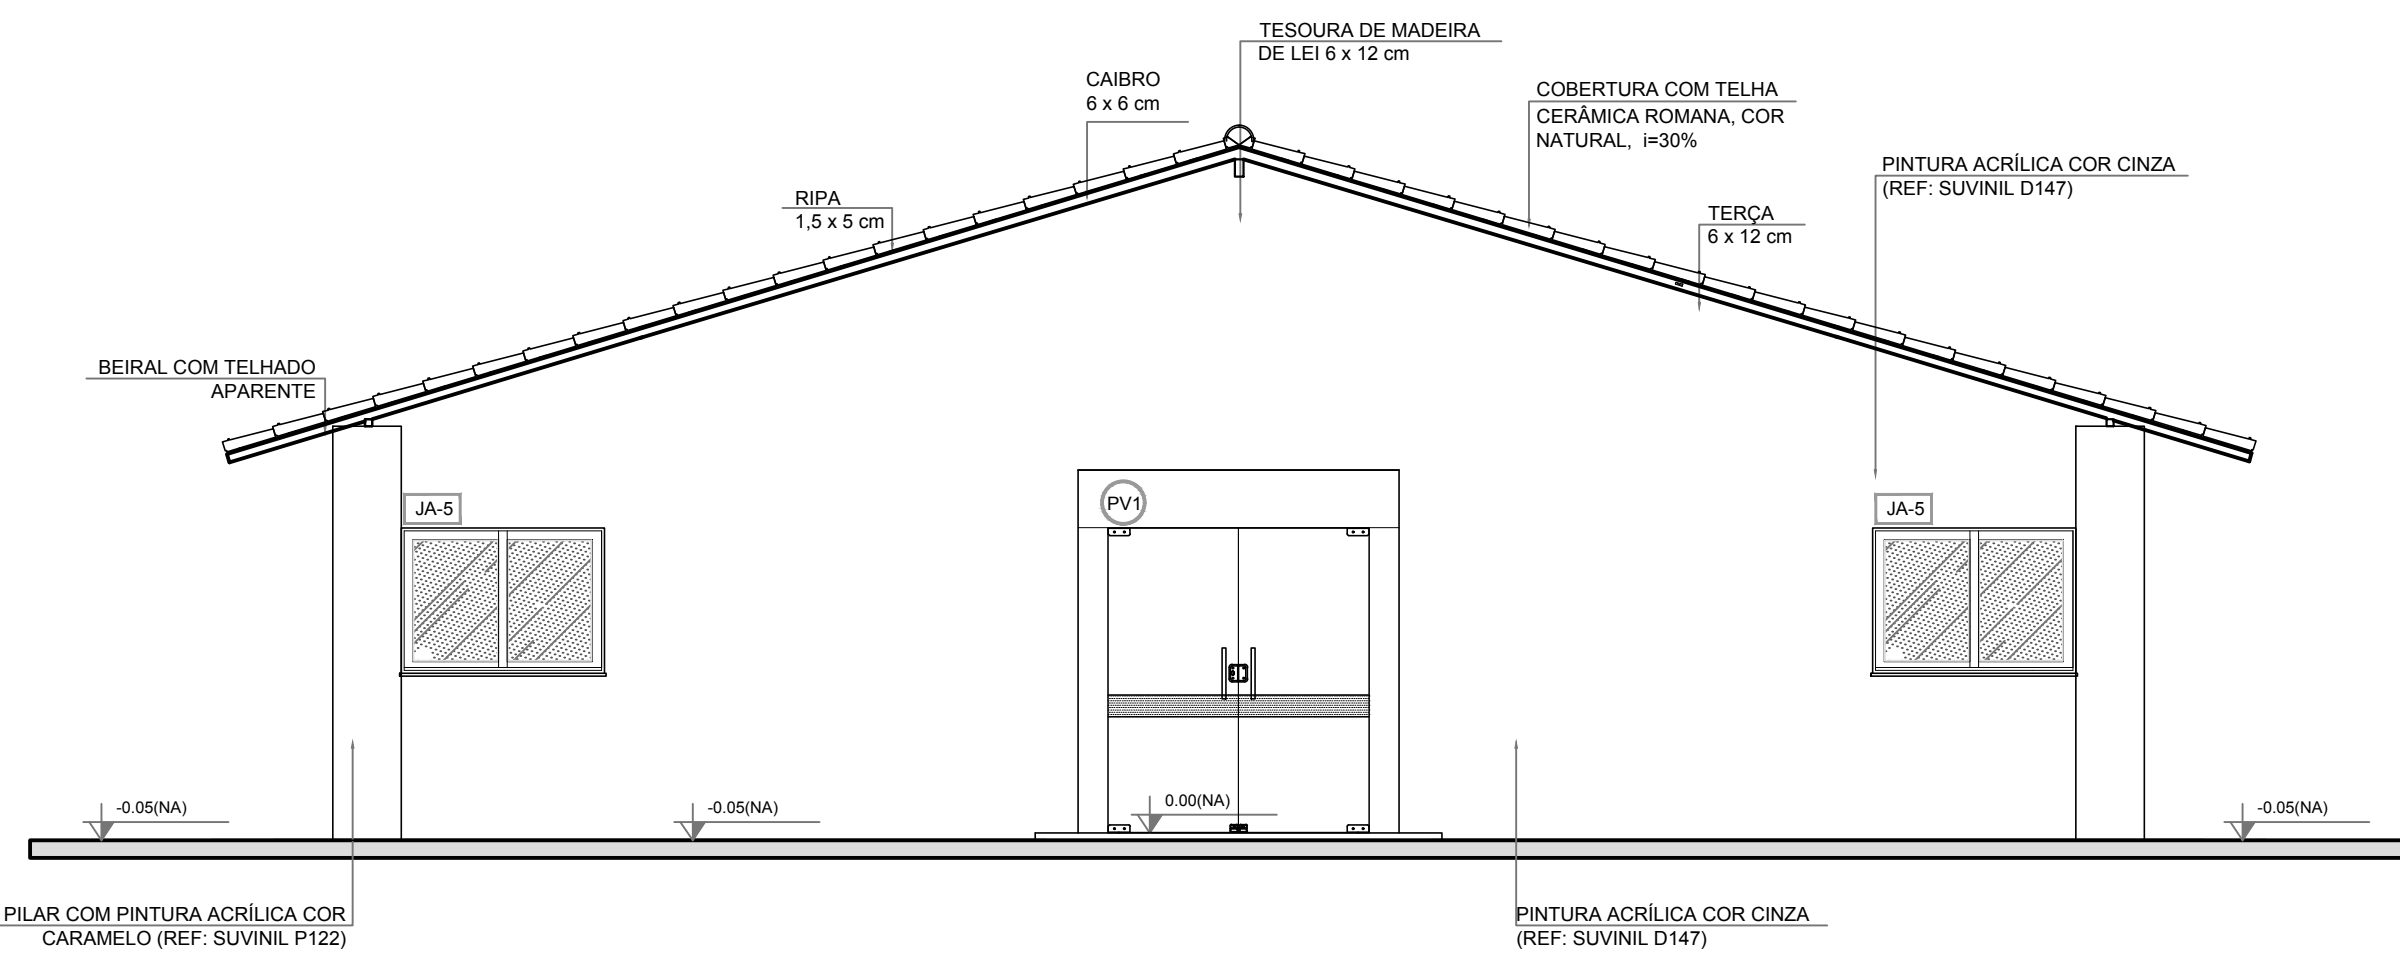 TESOURA DE MADEIRA
DE LEI 6 x 12 cm
CAIBRO
6 x 6 cm
COBERTURA COM TELHA
CERÂMICA ROMANA, COR
NATURAL, i=30%
PINTURA ACRÍLICA COR CINZA
(REF: SUVINIL D147)
RIPA
1,5 x 5 cm
TERÇA
6 x 12 cm
BEIRAL COM TELHADO
APARENTE
JA-5
PV1
JA-5
-0.05(NA)
-0.05(NA)
0.00(NA)
-0.05(NA)
PILAR COM PINTURA ACRÍLICA COR
CARAMELO (REF: SUVINIL P122)
PINTURA ACRÍLICA COR CINZA
(REF: SUVINIL D147)